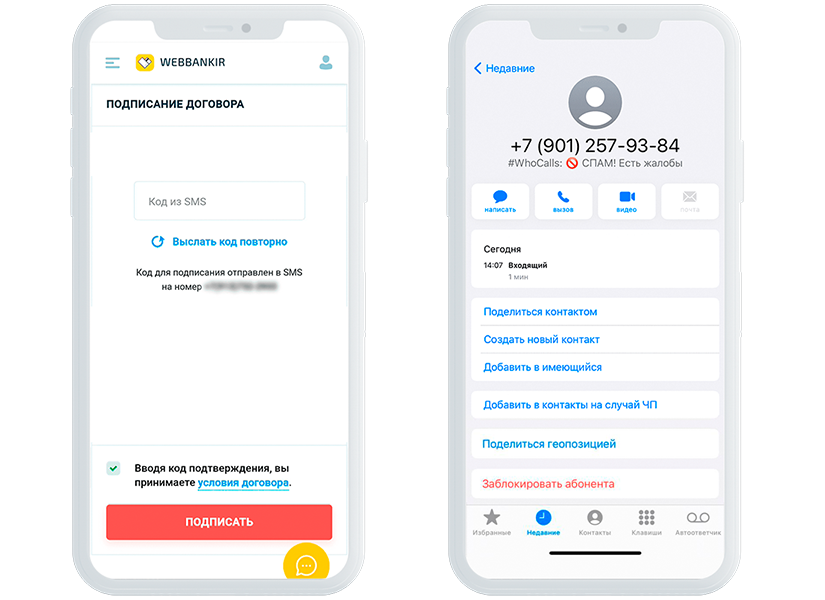 WEBBANKIR
ПОДПИСАНИЕ ДОГОВОРА
Код из SMS
Выслать код повторно
Код для подписания отправлен в SMS
на номер
Вводя код подтверждения, вы
принимаете условия договора.
ПОДПИСАТЬ
Недавние
+7 (901) 257-93-84
#WhoCalls: 🚫 СПАМ! Есть жалобы
написать
вызов
видео
почта
Сегодня
14:07 Входящий
1 мин
Поделиться контактом
Создать новый контакт
Добавить в имеющийся
Добавить в контакты на случай ЧП
Поделиться геопозицией
Заблокировать абонента
Избранные
Недавние
Контакты
Клавиши
Автоответчик